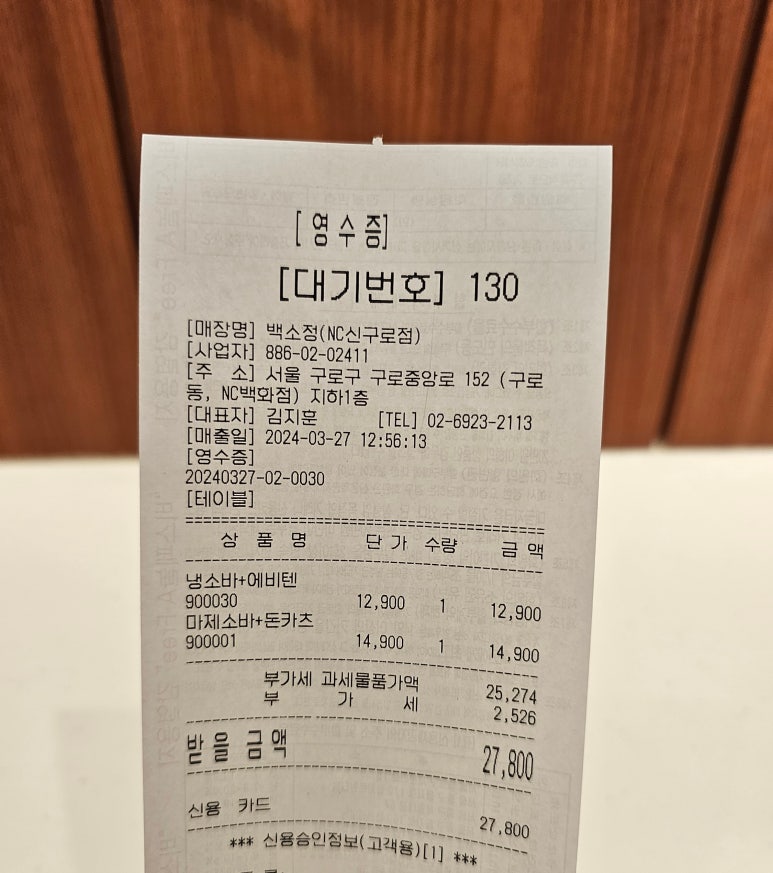 [ 영 수 증]
[대기번호] 130
[매장명] 백소정(NC신구로점)
[사업자] 886-02-02411
[주 소] 서울 구로구 구로중앙로 152 (구로
동, NC백화점) 지하1층
[대표자] 김지훈 [TEL] 02-6923-2113
[매출일] 2024-03-27 12:56:13
[영수증]
20240327-02-0030
[테이블]
상 품 명 단 가 수량 금 액
냉소바+에비텐
900030 12,900 1 12,900
마제소바+돈카츠
900001 14,900 1 14,900
부가세 과세물품가액 25,274
부 가 세 2,526
받 을 금 액 27,800
신용 카드 27,800
*** 신용승인정보(고객용)[1] ***